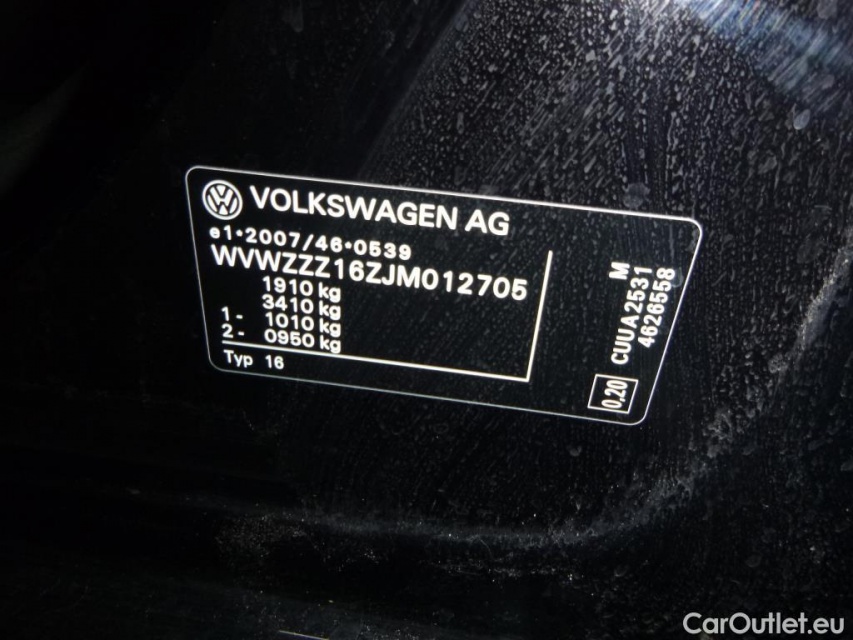 VOLKSWAGEN AG
e1*2007/46*0539
WVWZZZ16ZJM012705
1910 kg
3410 kg
1- 1010 kg
2- 0950 kg
Typ 16
M
CUUA2531
4626558
0,20
CarOutlet.eu